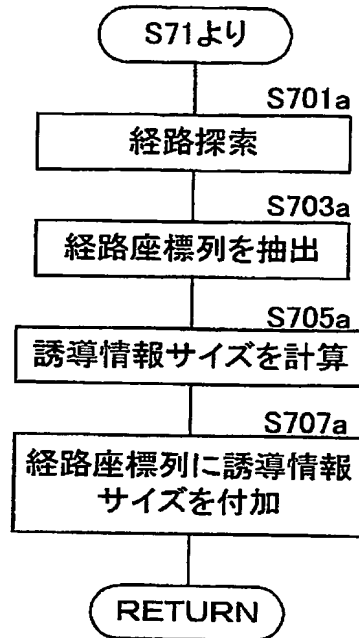 S71より
S701a
経路探索
S703a
経路座標列を抽出
S705a
誘導情報サイズを計算
S707a
経路座標列に誘導情報
サイズを付加
RETURN